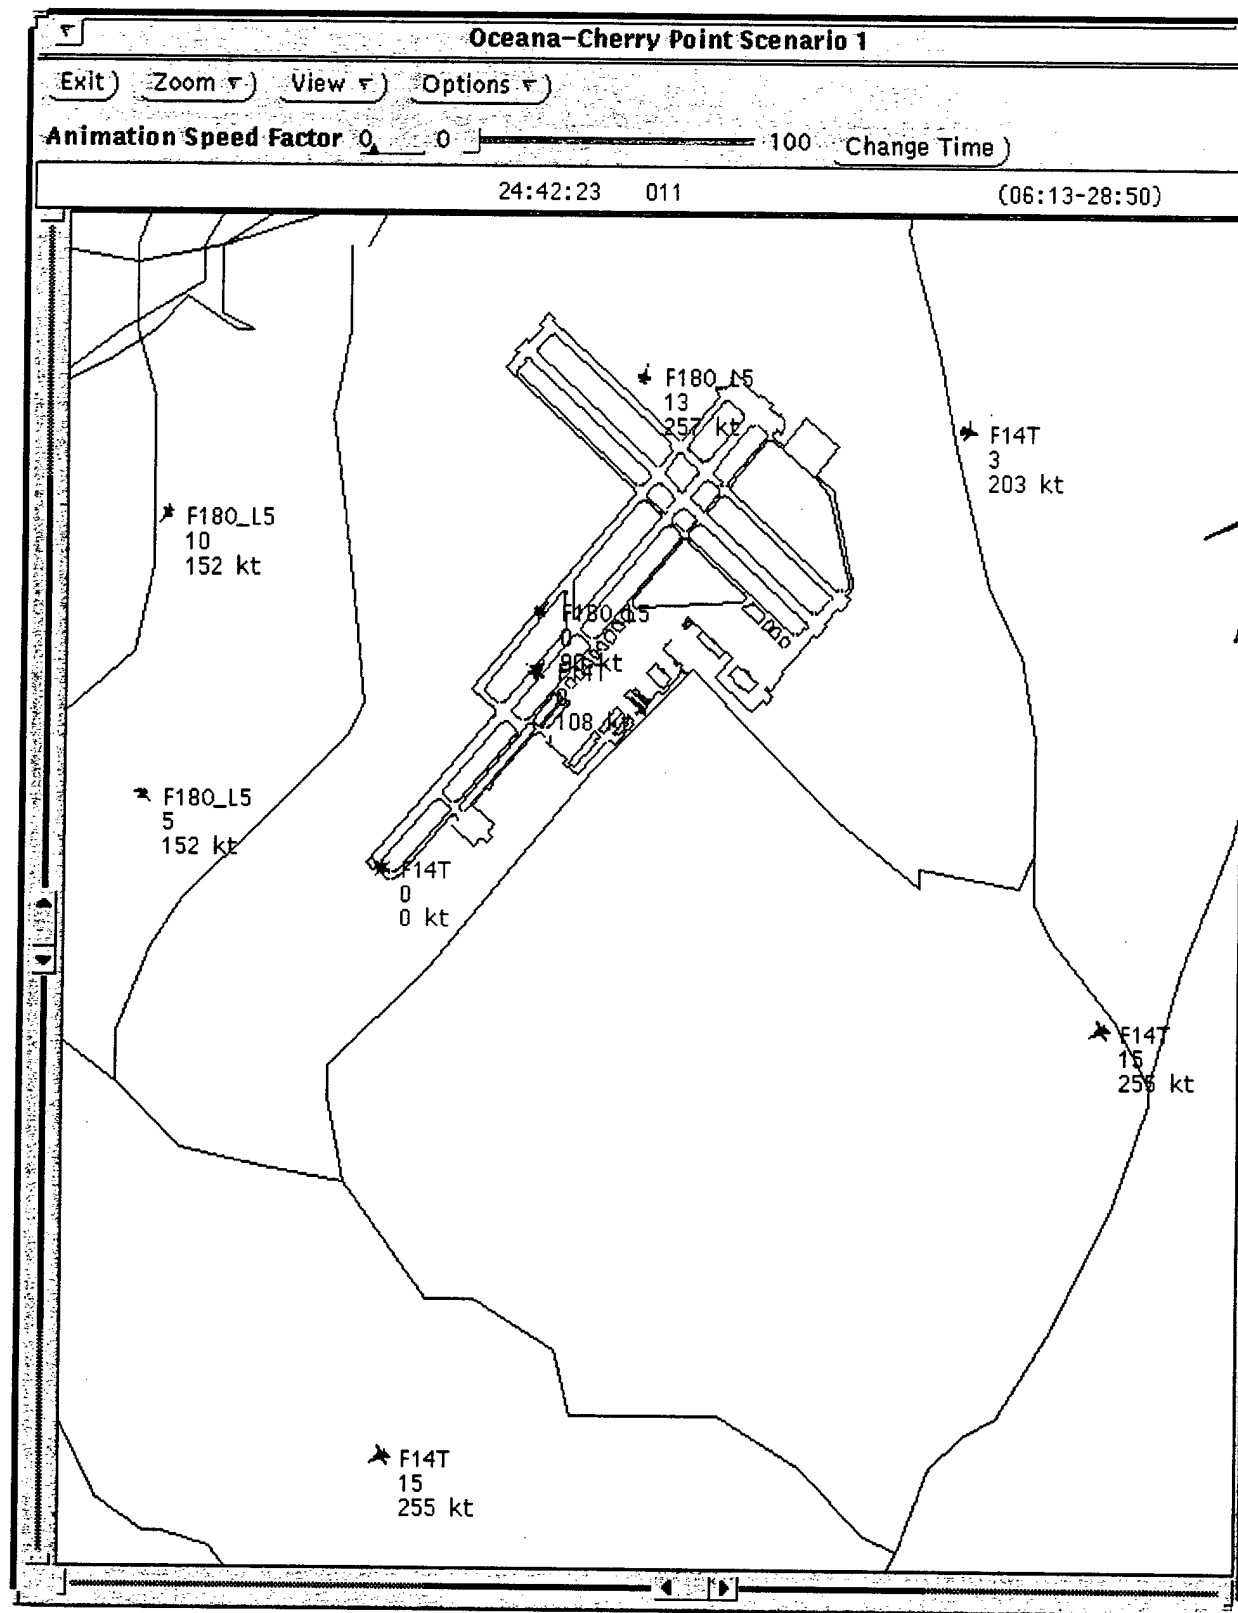 Oceana-Cherry Point Scenario 1
Exit Zoom View Options
Animation Speed Factor 0 0 100 Change Time
24:42:23 011 (06:13-28:50)
F180_L5
13
257 kt
F14T
3
203 kt
F180_L5
10
152 kt
F180_L5
0
90 kt
0
108 kt
F180_L5
5
152 kt
F14T
0
0 kt
F14T
15
255 kt
F14T
15
255 kt